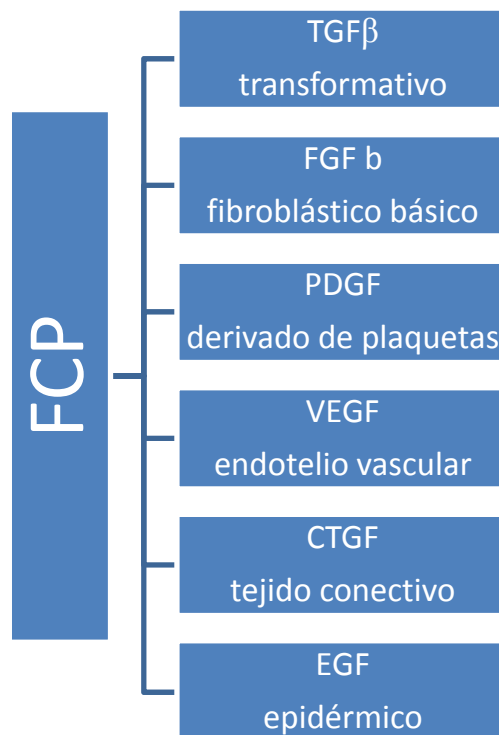 FCP
TGFβ
transformativo
FGF b
fibroblástico básico
PDGF
derivado de plaquetas
VEGF
endotelio vascular
CTGF
tejido conectivo
EGF
epidérmico